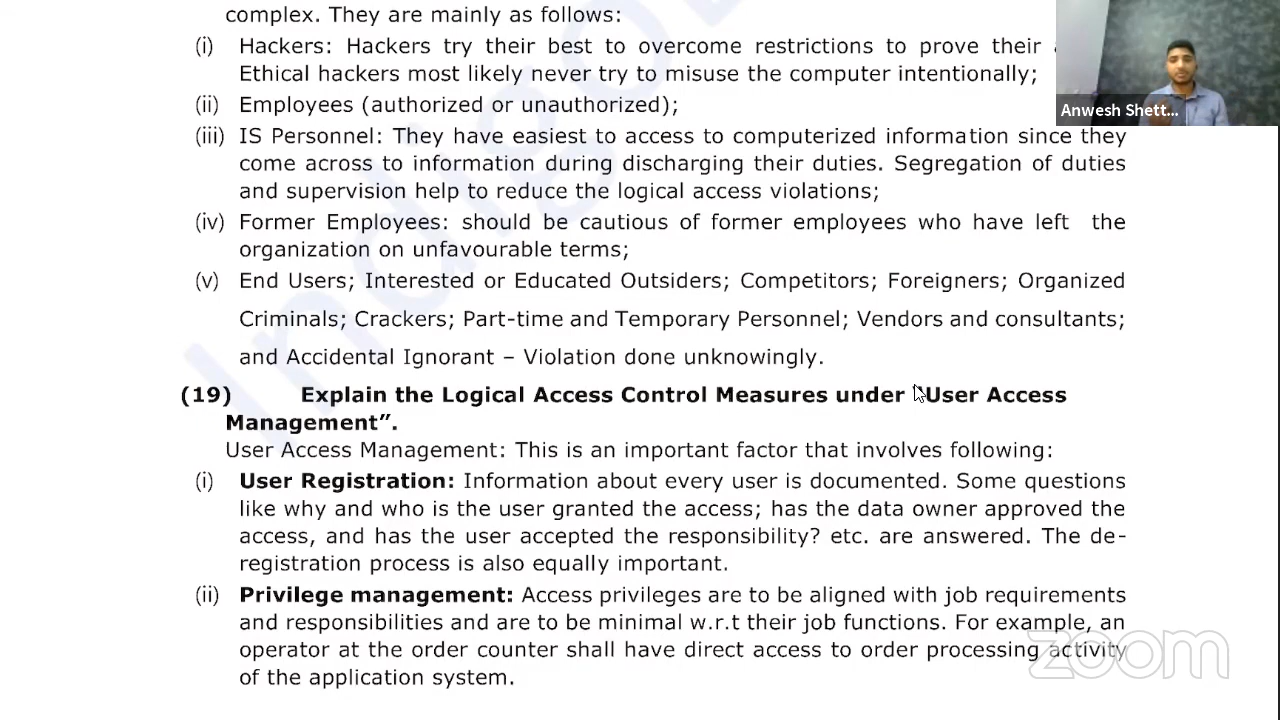 complex. They are mainly as follows:
(i) Hackers: Hackers try their best to overcome restrictions to prove their
Ethical hackers most likely never try to misuse the computer intentionally;
(ii) Employees (authorized or unauthorized);
Anwesh Shett...
(iii) IS Personnel: They have easiest to access to computerized information since they
come across to information during discharging their duties. Segregation of duties
and supervision help to reduce the logical access violations;
(iv) Former Employees: should be cautious of former employees who have left the
organization on unfavourable terms;
(v) End Users; Interested or Educated Outsiders; Competitors; Foreigners; Organized
Criminals; Crackers; Part-time and Temporary Personnel; Vendors and consultants;
and Accidental Ignorant – Violation done unknowingly.
(19) Explain the Logical Access Control Measures under “User Access
Management”.
User Access Management: This is an important factor that involves following:
(i) User Registration: Information about every user is documented. Some questions
like why and who is the user granted the access; has the data owner approved the
access, and has the user accepted the responsibility? etc. are answered. The de-
registration process is also equally important.
(ii) Privilege management: Access privileges are to be aligned with job requirements
and responsibilities and are to be minimal w.r.t their job functions. For example, an
operator at the order counter shall have direct access to order processing activity
of the application system.
zoom